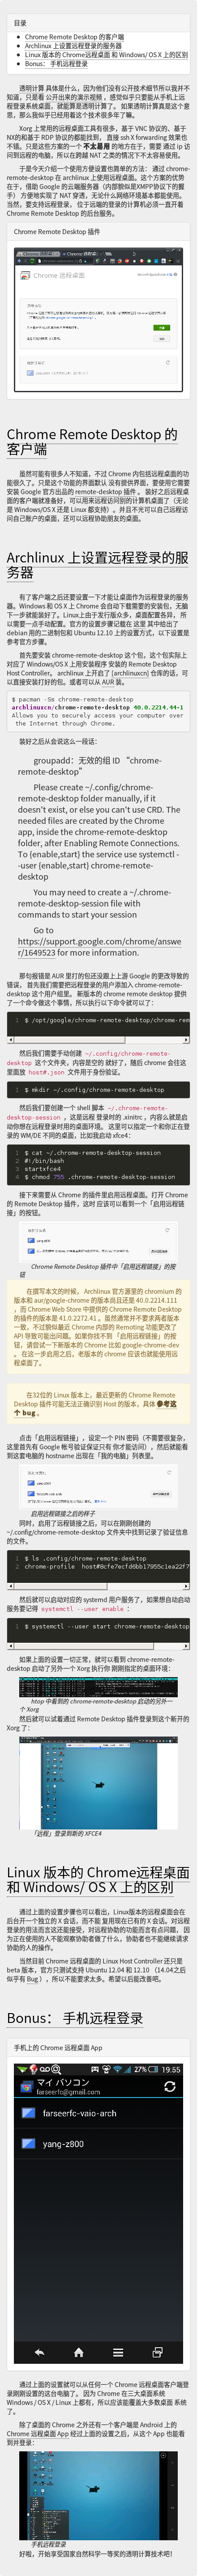 目录
Chrome Remote Desktop 的客户端
Archlinux 上设置远程登录的服务器
Linux 版本的 Chrome远程桌面 和 Windows/ OS X 上的区别
Bonus： 手机远程登录
透明计算 具体是什么，因为他们没有公开技术细节所以我并不
知道，只是看 公开出来的演示视频 ，感觉似乎只要能从手机上远
程登录系统桌面，就能算是透明计算了。 如果透明计算真是这个意
思，那么我似乎已经用着这个技术很多年了嘛。
Xorg 上常用的远程桌面工具有很多，基于 VNC 协议的、基于
NX的和基于 RDP 协议的都能找到，直接 ssh X forwarding 效果也
不错。只是这些方案的一个 不太易用 的地方在于，需要 通过 ip 访
问到远程的电脑，所以在跨越 NAT 之类的情况下不太容易使用。
于是今天介绍一个使用方便设置也简单的方法： 通过 chrome-
remote-desktop 在 archlinux 上使用远程桌面。这个方案的优势
在于，借助 Google 的云端服务器（内部貌似是XMPP协议下的握
手）方便地实现了 NAT 穿透，无论什么网络环境基本都能使用。
当然，要支持远程登录， 位于远端的登录的计算机必须一直开着
Chrome Remote Desktop 的后台服务。
Chrome Remote Desktop 插件
Chrome 远程桌面
Chrome Remote Desktop 的
客户端
虽然可能有很多人不知道，不过 Chrome 内包括远程桌面的功
能很久了。只是这个功能的界面默认 没有提供界面，要使用它需要
安装 Google 官方出品的 remote-desktop 插件 。 装好之后远程桌
面的客户端就准备好，可以用来远程访问别的计算机桌面了（无论
是 Windows/OS X 还是 Linux 都支持）。并且不光可以自己远程访
问自己账户的桌面，还可以远程协助朋友的桌面。
Archlinux 上设置远程登录的服
务器
有了客户端之后还要设置一下才能让桌面作为远程登录的服务
器。Windows 和 OS X 上 Chrome 会自动下载需要的安装包，无脑
下一步就能装好了。Linux上由于发行版众多，桌面配置各异， 所
以需要一点手动配置。官方的设置步骤记载在 这里 其中给出了
debian 用的二进制包和 Ubuntu 12.10 上的设置方式，以下设置是
参考官方步骤。
首先要安装 chrome-remote-desktop 这个包，这个包实际上
对应了 Windows/OS X 上用安装程序 安装的 Remote Desktop
Host Controller。 archlinux 上开启了 [archlinuxcn] 仓库的话，可
以直接安装打好的包。或者可以从 AUR 装。
$ pacman -Ss chrome-remote-desktop
archlinuxcn/chrome-remote-desktop 40.0.2214.44-1
Allows you to securely access your computer over
the Internet through Chrome.
装好之后从会说这么一段话：
groupadd：无效的组 ID “chrome-
remote-desktop”
Please create ~/.config/chrome-
remote-desktop folder manually, if it
doesn't exist, or else you can't use CRD. The
needed files are created by the Chrome
app, inside the chrome-remote-desktop
folder, after Enabling Remote Connections.
To {enable,start} the service use systemctl -
-user {enable,start} chrome-remote-
desktop
You may need to create a ~/.chrome-
remote-desktop-session file with
commands to start your session
Go to
https://support.google.com/chrome/answe
r/1649523 for more information.
那句报错是 AUR 里打的包还没跟上上游 Google 的更改导致的
错误， 首先我们需要把远程登录的用户添加入 chrome-remote-
desktop 这个用户组里。 新版本的 chrome remote desktop 提供
了一个命令做这个事情，所以执行以下命令就可以了：
1 $ /opt/google/chrome-remote-desktop/chrome-rem
然后我们需要手动创建 ~/.config/chrome-remote-
desktop 这个文件夹，内容是空的 就好了，随后 chrome 会往这
里面放 host#.json 文件用于身份验证。
1 $ mkdir ~/.config/chrome-remote-desktop
然后我们要创建一个 shell 脚本 ~/.chrome-remote-
desktop-session ，这是远程 登录时的 .xinitrc ，内容么就是启
动你想在远程登录时用的桌面环境。 这里可以指定一个和你正在登
录的 WM/DE 不同的桌面，比如我启动 xfce4：
1 $ cat ~/.chrome-remote-desktop-session
2 #!/bin/bash
3 startxfce4
4 $ chmod 755 .chrome-remote-desktop-session
接下来需要从 Chrome 的插件里启用远程桌面。打开 Chrome
的 Remote Desktop 插件，这时 应该可以看到一个「启用远程链
接」的按钮。
Chrome Remote Desktop 插件中「启用远程链接」的按
钮
在撰写本文的时候， Archlinux 官方源里的 chromium 的
版本和 aur/google-chrome 的版本尚且还是 40.0.2214.111
，而 Chrome Web Store 中提供的 Chrome Remote Desktop
的插件的版本是 41.0.2272.41 。虽然通常并不要求两者版本
一致，不过貌似最近 Chrome 内部的 Remoting 功能更改了
API 导致可能出问题。如果你找不到 「启用远程链接」的按
钮，请尝试一下新版本的 Chrome 比如 google-chrome-dev
。 在这一步启用之后，老版本的 chrome 应该也就能使用远
程桌面了。
在32位的 Linux 版本上，最近更新的 Chrome Remote
Desktop 插件可能无法正确识别 Host 的版本，具体 参考这
个 bug 。
点击「启用远程链接」，设定一个 PIN 密码（不需要很复杂，
这里首先有 Google 帐号验证保证只有 你才能访问），然后就能看
到这套电脑的 hostname 出现在「我的电脑」列表里。
启用远程链接之后的样子
同时，启用了远程链接之后，可以在刚刚创建的
~/.config/chrome-remote-desktop 文件夹中找到记录了验证信息
的文件。
1 $ ls .config/chrome-remote-desktop
2 chrome-profile host#8cfe7ecfd6bb17955c1ea22f7
然后就可以启动对应的 systemd 用户服务了，如果想自动启动
服务要记得 systemctl --user enable ：
1 $ systemctl --user start chrome-remote-desktop
如果上面的设置一切正常，就可以看到 chrome-remote-
desktop 启动了另外一个 Xorg 执行你 刚刚指定的桌面环境：
htop 中看到的 chrome-remote-desktop 启动的另外一
个 Xorg
然后就可以试着通过 Remote Desktop 插件登录到这个新开的
Xorg 了：
「远程」登录到新的 XFCE4
Linux 版本的 Chrome远程桌面
和 Windows/ OS X 上的区别
通过上面的设置步骤也可以看出，Linux版本的远程桌面会在
后台开一个独立的 X 会话，而不能 复用现在已有的 X 会话。对远程
登录的用法而言这还能接受，对远程协助的功能而言有点问题，因
为正在使用的人不能观察协助者做了什么，协助者也不能继续请求
协助的人的操作。
当然目前 Chrome 远程桌面的 Linux Host Controller 还只是
beta 版本，官方只测试支持 Ubuntu 12.04 和 12.10 （14.04之后
似乎有 Bug ），所以不能要求太多。希望以后能改善吧。
Bonus： 手机远程登录
手机上的 Chrome 远程桌面 App
27% 19:55
マイ パソコン
farseerfc@gmail.com
farseerfc-vaio-arch
yang-z800
通过上面的设置就可以从任何一个 Chrome 远程桌面客户端登
录刚刚设置的这台电脑了。 因为 Chrome 在三大桌面系统
Windows / OS X / Linux 上都有，所以应该能覆盖大多数桌面 系统
了。
除了桌面的 Chrome 之外还有一个客户端是 Android 上的
Chrome 远程桌面 App 经过上面的设置之后，从这个 App 也能看
到并登录：
手机远程登录
好啦，开始享受国家自然科学一等奖的透明计算技术吧！